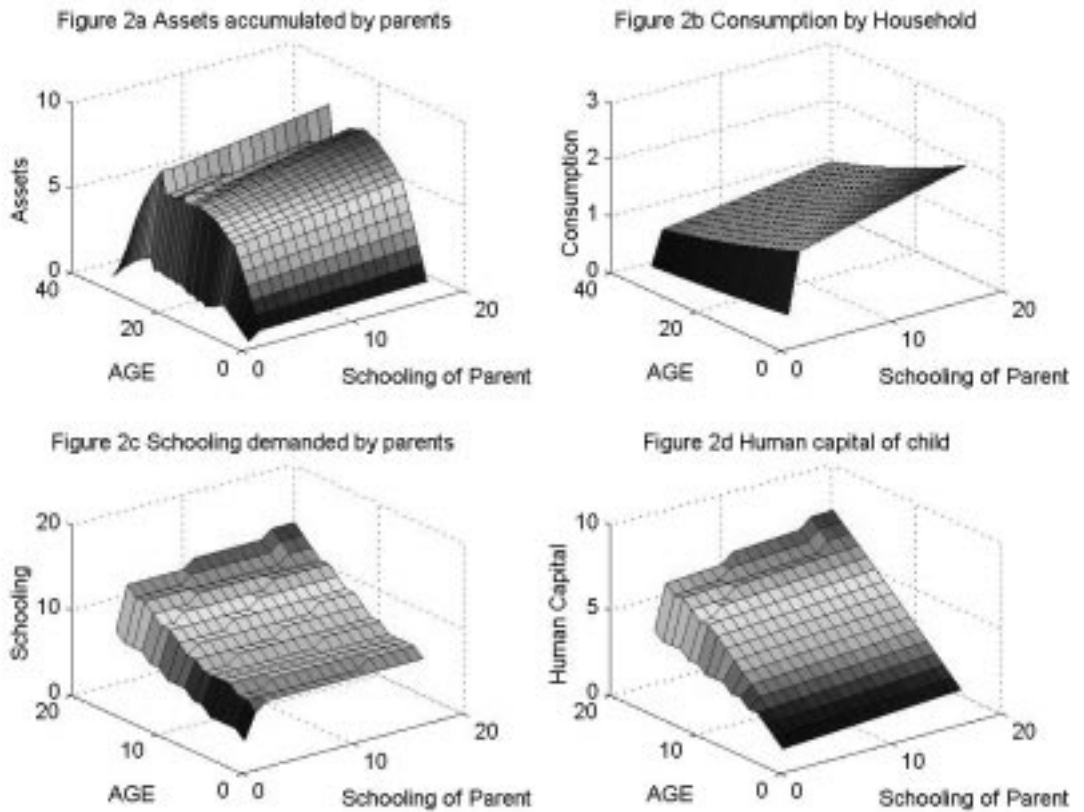 Figure 2a Assets accumulated by parents
10
5
0
Assets
40
20
0
AGE
0
10
20
Schooling of Parent
Figure 2b Consumption by Household
3
2
1
0
Consumption
40
20
0
AGE
0
10
20
Schooling of Parent
Figure 2c Schooling demanded by parents
20
10
0
Schooling
20
10
0
AGE
0
10
20
Schooling of Parent
Figure 2d Human capital of child
10
5
0
Human Capital
20
10
0
AGE
0
10
20
Schooling of Parent